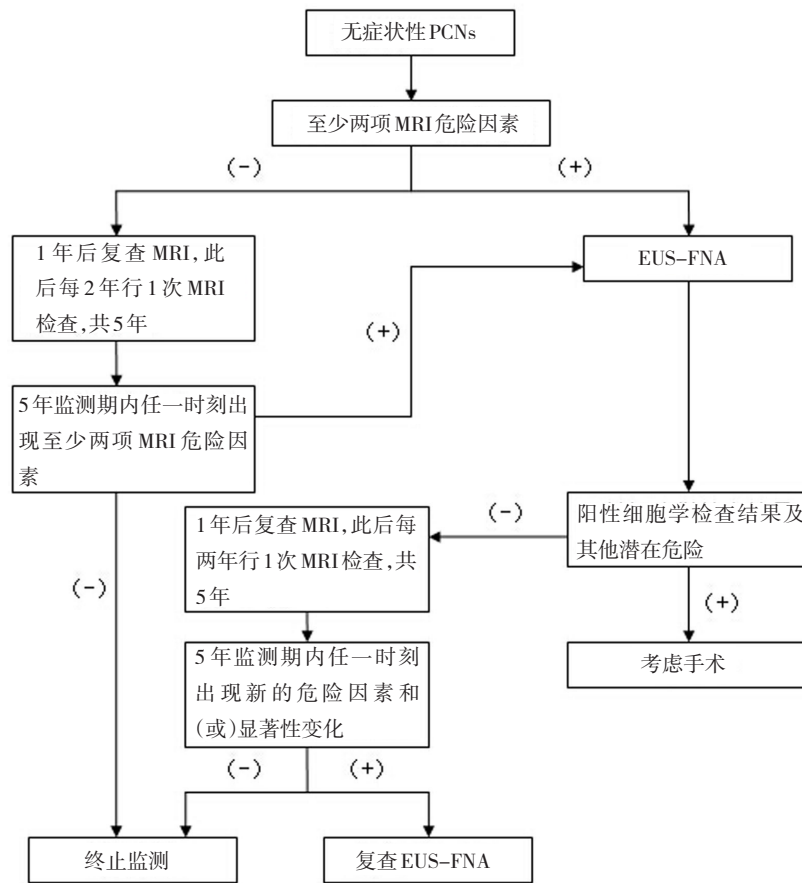 无症状性PCNs
至少两项MRI危险因素
(-)
(+)
1年后复查MRI,此
后每2年行1次MRI
检查,共5年
EUS-FNA
(+)
5年监测期内任一时刻出
现至少两项MRI危险因
素
(-)
1年后复查MRI,此后每
两年行1次MRI检查,共
5年
(-)
阳性细胞学检查结果及
其他潜在危险
(+)
考虑手术
5年监测期内任一时刻
出现新的危险因素和
(或)显著性变化
(-)
(+)
终止监测
复查EUS-FNA